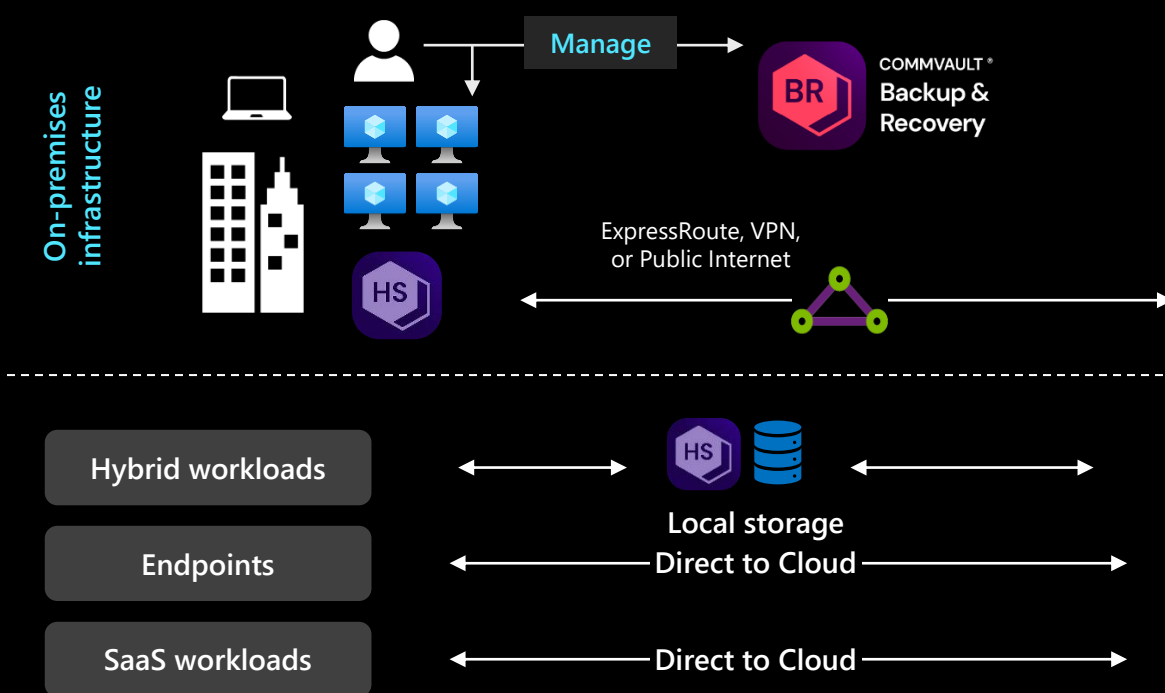 Manage
COMMVAULT ®
BR
Backup &
Recovery
On-premises
infrastructure
ExpressRoute, VPN,
or Public Internet
HS
Hybrid workloads
HS
Local storage
Endpoints
Direct to Cloud
SaaS workloads
Direct to Cloud